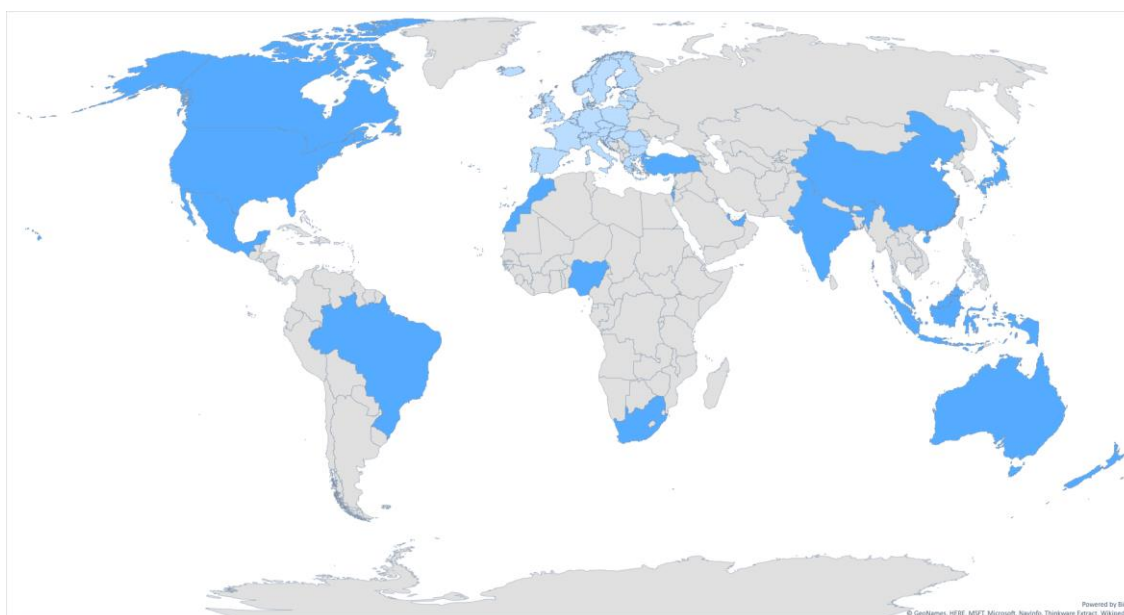 Powered by Bi
© GeoNames, HERE, MSFT, Microsoft, NavInfo, Thinkware Extract, Wikiped